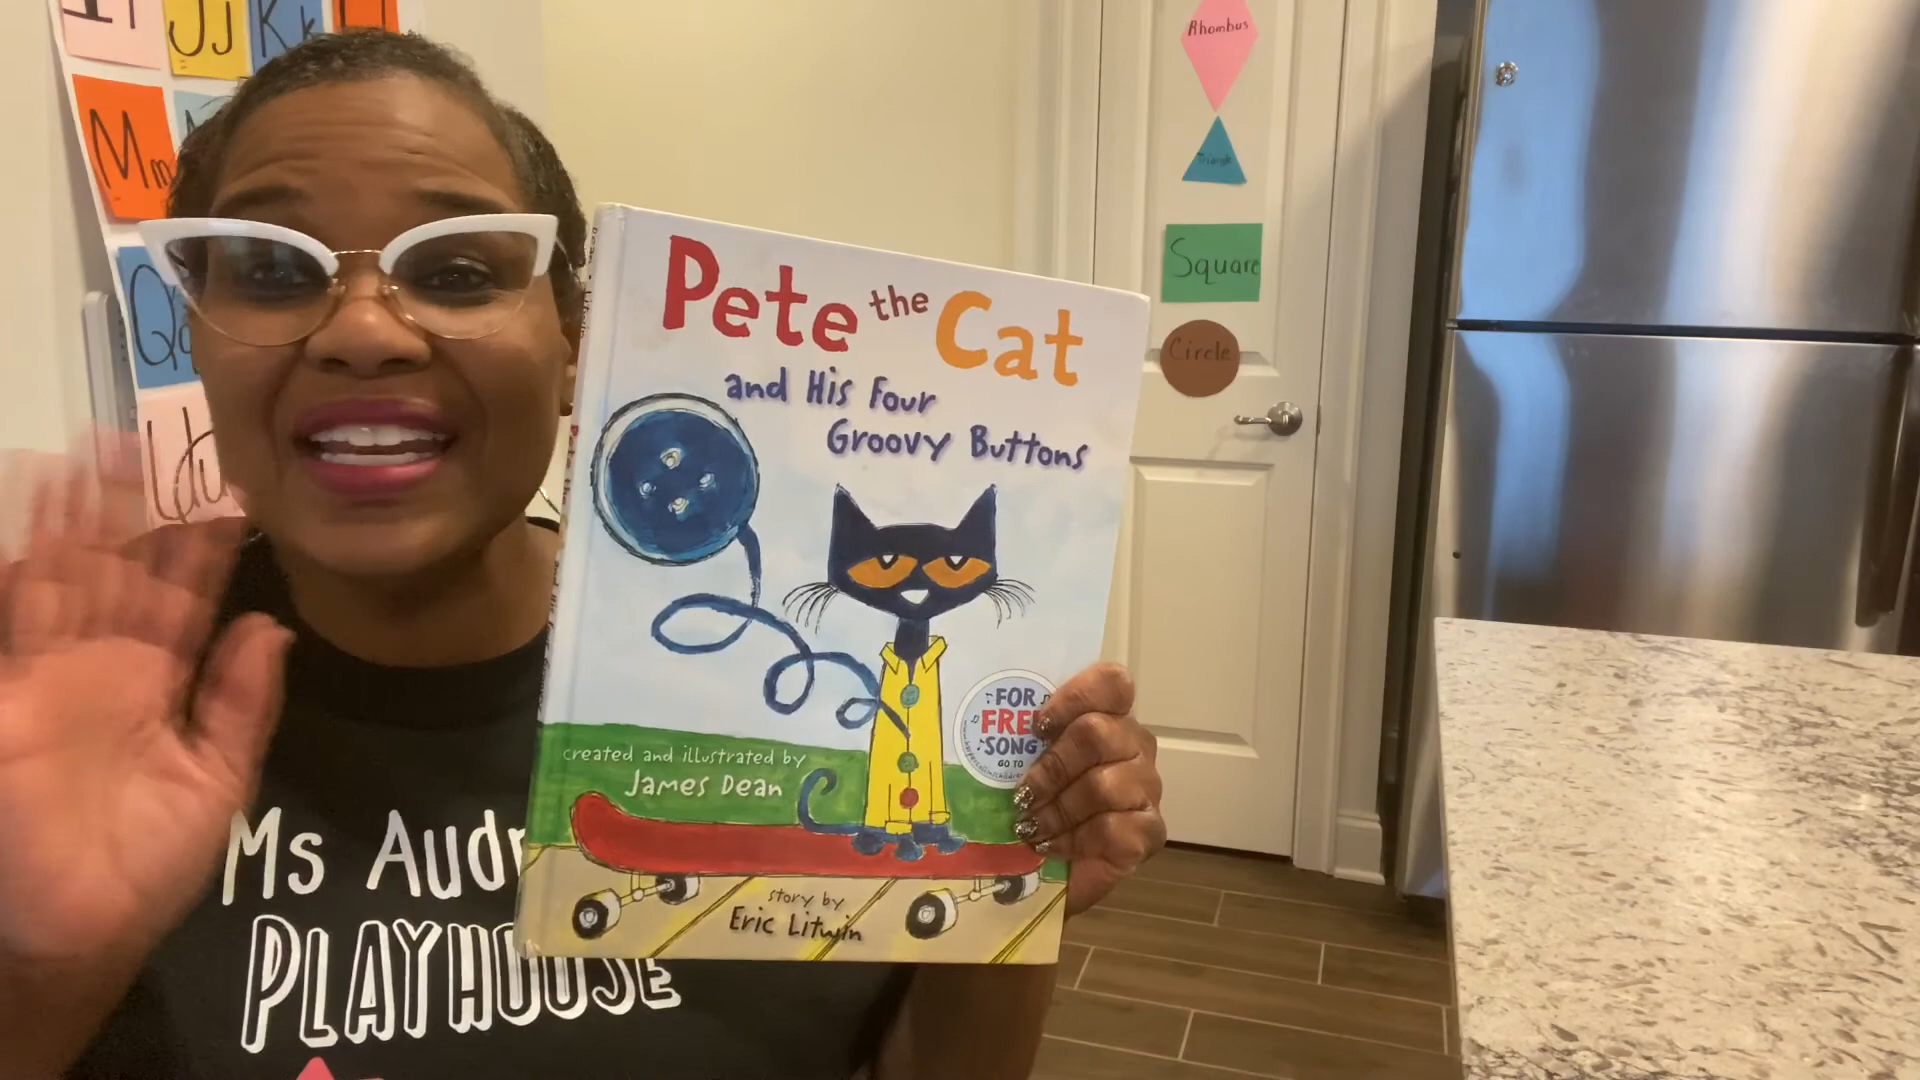 Jj
Kk
Mm
Rhombus
Triangle
Square
Circle
Pete the Cat
and His Four
Groovy Buttons
FOR
FREE
SONG
GO TO
created and illustrated by
James Dean
story by
Eric Litwin
Ms Aud
PLAYHOUSE